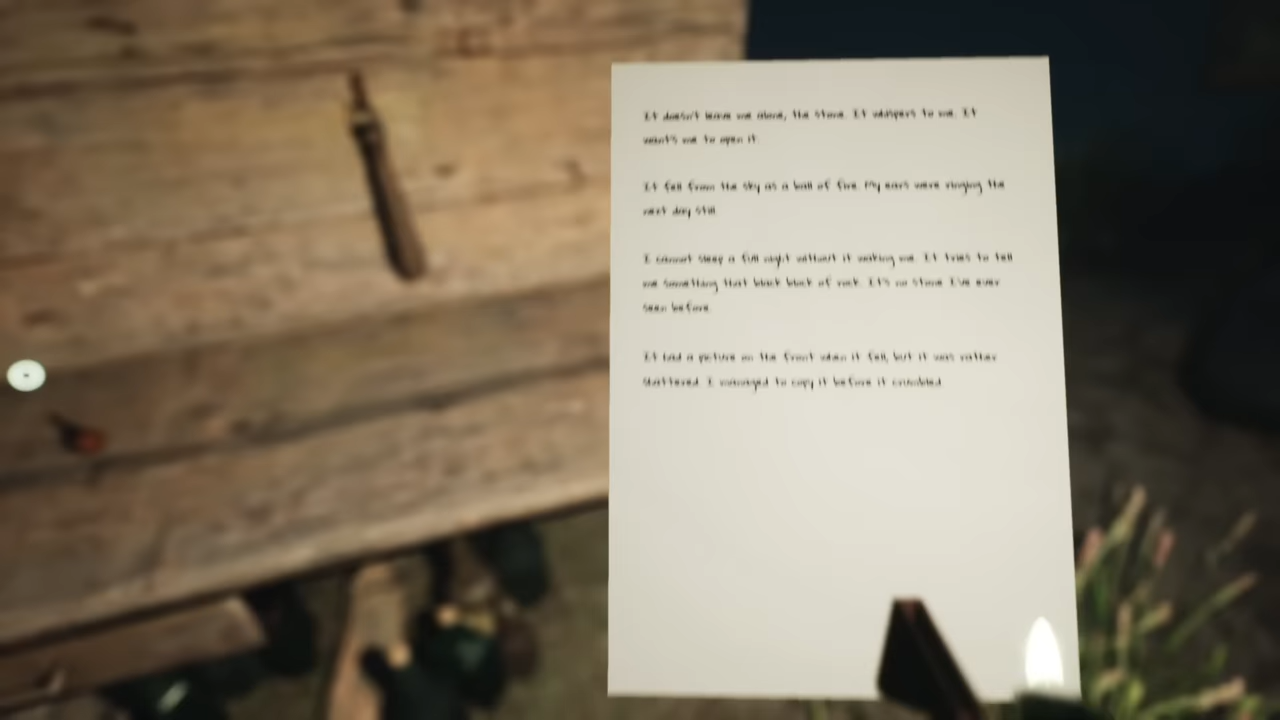 It doesn't leave me alone, the stone. It whispers to me. It
wants me to open it.
It fell from the sky as a ball of fire. My ears were ringing the
next day still.
I cannot sleep a full night without it waking me. It tries to tell
me something that black block of rock. It's no stone I've ever
seen before.
It had a picture on the front when it fell, but it was rather
shattered. I managed to copy it before it crumbled.